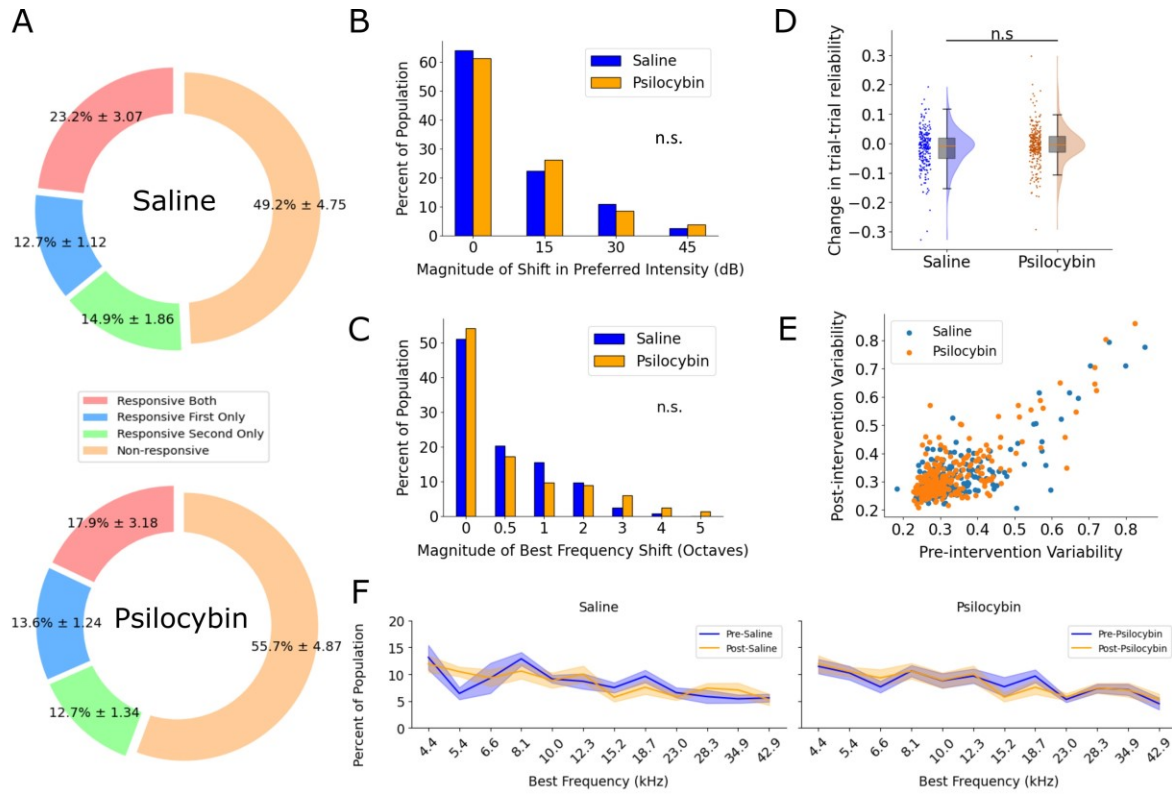 A
23.2% ± 3.07
Saline
49.2% ± 4.75
12.7% ± 1.12
14.9% ± 1.86
Responsive Both
Responsive First Only
Responsive Second Only
Non-responsive
17.9% ± 3.18
13.6% ± 1.24
Psilocybin
55.7% ± 4.87
12.7% ± 1.34
B
Percent of Population
60
50
40
30
20
10
0
Saline
Psilocybin
n.s.
0 15 30 45
Magnitude of Shift in Preferred Intensity (dB)
C
Percent of Population
50
40
30
20
10
0
Saline
Psilocybin
n.s.
0 0.5 1 2 3 4 5
Magnitude of Best Frequency Shift (Octaves)
D
n.s
Change in trial-trial reliability
0.3
0.2
0.1
0.0
−0.1
−0.2
−0.3
Saline Psilocybin
E
Post-intervention Variability
0.8
0.7
0.6
0.5
0.4
0.3
0.2
Saline
Psilocybin
0.2 0.3 0.4 0.5 0.6 0.7 0.8
Pre-intervention Variability
F
Percent of Population
Saline
20
15
10
5
0
Pre-Saline
Post-Saline
4.4 5.4 6.6 8.1 10.0 12.3 15.2 18.7 23.0 28.3 34.9 42.9
Best Frequency (kHz)
Psilocybin
Pre-Psilocybin
Post-Psilocybin
4.4 5.4 6.6 8.1 10.0 12.3 15.2 18.7 23.0 28.3 34.9 42.9
Best Frequency (kHz)